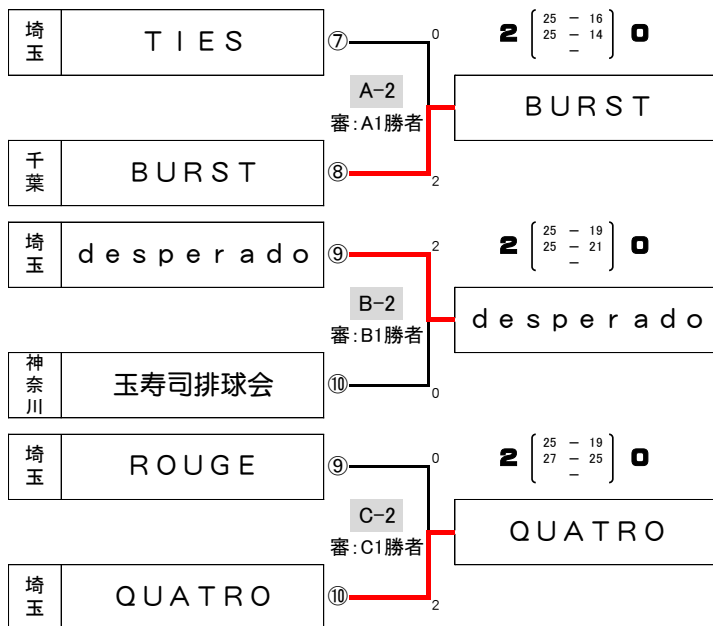 埼玉 ＴＩＥＳ ⑦ 0 2 25 － 16 0
25 － 14
－
A-2
審：A1勝者
BURST
千葉 ＢＵＲＳＴ ⑧ 2
埼玉 ｄｅｓｐｅｒａｄｏ ⑨ 2 2 25 － 19 0
25 － 21
－
B-2
審：B1勝者
ｄｅｓｐｅｒａｄｏ
神奈川 玉寿司排球会 ⑩ 0
埼玉 ＲＯＵＧＥ ⑨ 0 2 25 － 19 0
27 － 25
－
C-2
審：C1勝者
ＱＵＡＴＲＯ
埼玉 ＱＵＡＴＲＯ ⑩ 2